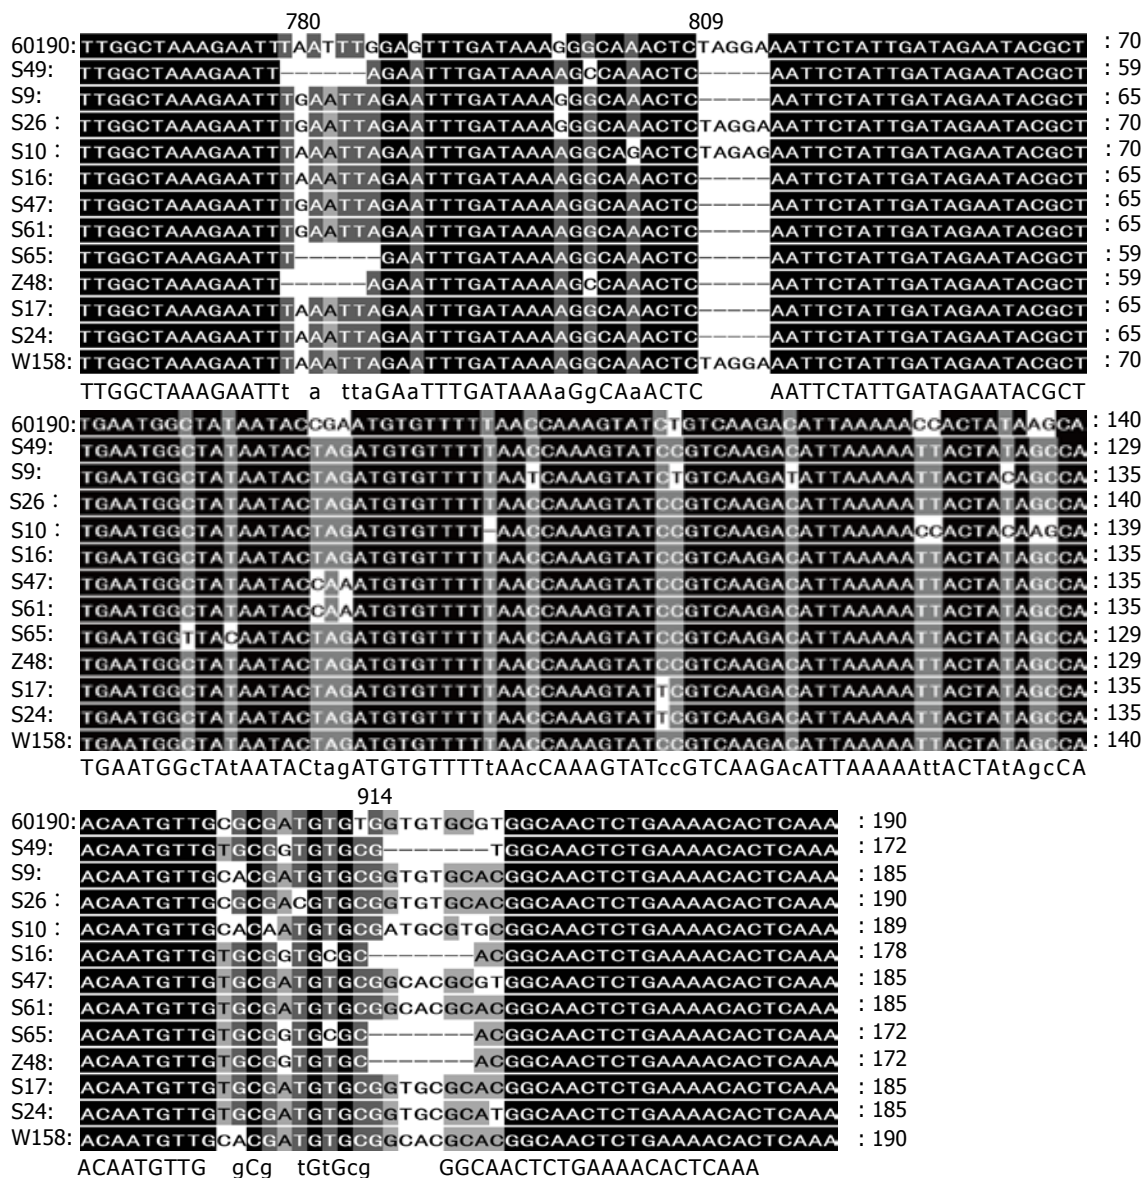 780 809
60190: TTGGCTAAAGAATTTAATTTGGAGTTTGATAAAGGGCAAACTCTAGGAAATTCTATTGATAGAATACGCT : 70
S49: TTGGCTAAAGAATT------AGAATTTGATAAAAGCCAAACTC-----AATTCTATTGATAGAATACGCT : 59
S9: TTGGCTAAAGAATTTGAATTAGAATTTGATAAAGGGCAAACTC-----AATTCTATTGATAGAATACGCT : 65
S26 : TTGGCTAAAGAATTTGAATTAGAATTTGATAAAGGGCAAACTCTAGGAAATTCTATTGATAGAATACGCT : 70
S10 : TTGGCTAAAGAATTTAAATTAGAATTTGATAAAAGGCAGACTCTAGAGAATTCTATTGATAGAATACGCT : 70
S16: TTGGCTAAAGAATTTAAATTAGAATTTGATAAAAGGCAAACTC-----AATTCTATTGATAGAATACGCT : 65
S47: TTGGCTAAAGAATTTGAATTAGAATTTGATAAAAGGCAAACTC-----AATTCTATTGATAGAATACGCT : 65
S61: TTGGCTAAAGAATTTGAATTAGAATTTGATAAAAGGCAAACTC-----AATTCTATTGATAGAATACGCT : 65
S65: TTGGCTAAAGAATTT------GAATTTGATAAAAGGCAAACTC-----AATTCTATTGATAGAATACGCT : 59
Z48: TTGGCTAAAGAATT------AGAATTTGATAAAAGCCAAACTC-----AATTCTATTGATAGAATACGCT : 59
S17: TTGGCTAAAGAATTTAAATTAGAATTTGATAAAAGGCAAACTC-----AATTCTATTGATAGAATACGCT : 65
S24: TTGGCTAAAGAATTTAAATTAGAATTTGATAAAAGGCAAACTC-----AATTCTATTGATAGAATACGCT : 65
W158: TTGGCTAAAGAATTTAAATTAGAATTTGATAAAAGGCAAACTCTAGGAAATTCTATTGATAGAATACGCT : 70
TTGGCTAAAGAATTt a ttaGAaTTTGATAAAaGgCAaACTC AATTCTATTGATAGAATACGCT
60190: TGAATGGCTATAATACCGAATGTGTTTTTAACCAAAGTATCTGTCAAGACATTAAAAACCACTATAAGCA : 140
S49: TGAATGGCTATAATACTAGATGTGTTTTTAACCAAAGTATCCGTCAAGACATTAAAAATTACTATAGCCA : 129
S9: TGAATGGCTATAATACTAGATGTGTTTTTAATCAAAGTATCTGTCAAGATATTAAAAATTACTACAGCCA : 135
S26 : TGAATGGCTATAATACTAGATGTGTTTTTAACCAAAGTATCCGTCAAGACATTAAAAATTACTATAGCCA : 140
S10 : TGAATGGCTATAATACTAGATGTGTTTT-AACCAAAGTATCCGTCAAGACATTAAAAACCACTACAAGCA : 139
S16: TGAATGGCTATAATACTAGATGTGTTTTTAACCAAAGTATCCGTCAAGACATTAAAAATTACTATAGCCA : 135
S47: TGAATGGCTATAATACCAAATGTGTTTTTAACCAAAGTATCCGTCAAGACATTAAAAATTACTATAGCCA : 135
S61: TGAATGGCTATAATACCAAATGTGTTTTTAACCAAAGTATCCGTCAAGACATTAAAAATTACTATAGCCA : 135
S65: TGAATGGTTACAATACTAGATGTGTTTTTAACCAAAGTATCCGTCAAGACATTAAAAATTACTATAGCCA : 129
Z48: TGAATGGCTATAATACTAGATGTGTTTTTAACCAAAGTATCCGTCAAGACATTAAAAATTACTATAGCCA : 129
S17: TGAATGGCTATAATACTAGATGTGTTTTTAACCAAAGTATTCGTCAAGACATTAAAAATTACTATAGCCA : 135
S24: TGAATGGCTATAATACTAGATGTGTTTTTAACCAAAGTATTCGTCAAGACATTAAAAATTACTATAGCCA : 135
W158: TGAATGGCTATAATACTAGATGTGTTTTTAACCAAAGTATCCGTCAAGACATTAAAAATTACTATAGCCA : 140
TGAATGGcTAtAATACtagATGTGTTTTtAAcCAAAGTATccGTCAAGAcATTAAAAAttACTAtAgcCA
914
60190: ACAATGTTGCGCGATGTGTGGTGTGCGTGGCAACTCTGAAAACACTCAAA : 190
S49: ACAATGTTGTGCGGTGTGCG-------TGGCAACTCTGAAAACACTCAAA : 172
S9: ACAATGTTGCACGATGTGCGGTGTGCACGGCAACTCTGAAAACACTCAAA : 185
S26 : ACAATGTTGCGCGACGTGCGGTGTGCACGGCAACTCTGAAAACACTCAAA : 190
S10 : ACAATGTTGCACAATGTGCGATGCGTGCGGCAACTCTGAAAACACTCAAA : 189
S16: ACAATGTTGTGCGGTGCGC-------ACGGCAACTCTGAAAACACTCAAA : 178
S47: ACAATGTTGTGCGATGTGCGGCACGCGTGGCAACTCTGAAAACACTCAAA : 185
S61: ACAATGTTGTGCGATGTGCGGCACGCGTGGCAACTCTGAAAACACTCAAA : 185
S65: ACAATGTTGTGCGGTGCGC-------ACGGCAACTCTGAAAACACTCAAA : 172
Z48: ACAATGTTGTGCGGTGTGC-------ACGGCAACTCTGAAAACACTCAAA : 172
S17: ACAATGTTGTGCGATGTGCGGTGCGCACGGCAACTCTGAAAACACTCAAA : 185
S24: ACAATGTTGTGCGATGTGCGGTGCGCATGGCAACTCTGAAAACACTCAAA : 185
W158: ACAATGTTGCACGATGTGCGGCACGCACGGCAACTCTGAAAACACTCAAA : 190
ACAATGTTG gCg tGtGcg GGCAACTCTGAAAACACTCAAA